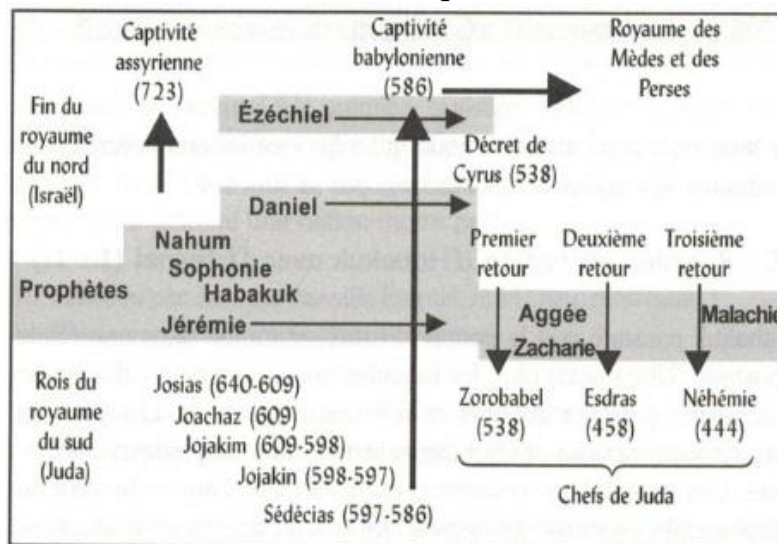 Captivité
assyrienne
(723)
Captivité
babylonienne
(586)
Royaume des
Mèdes et des
Perses
Fin du
royaume
du nord
(Israël)
Ézéchiel
Décret de
Cyrus (538)
Daniel
Premier
retour
Deuxième
retour
Troisième
retour
Prophètes
Nahum
Sophonie
Habakuk
Jérémie
Aggée
Zacharie
Malachie
Rois du
royaume
du sud
(Juda)
Josias (640-609)
Joachaz (609)
Jojakim (609-598)
Jojakin (598-597)
Sédécias (597-586)
Zorobabel
(538)
Esdras
(458)
Néhémie
(444)
Chefs de Juda